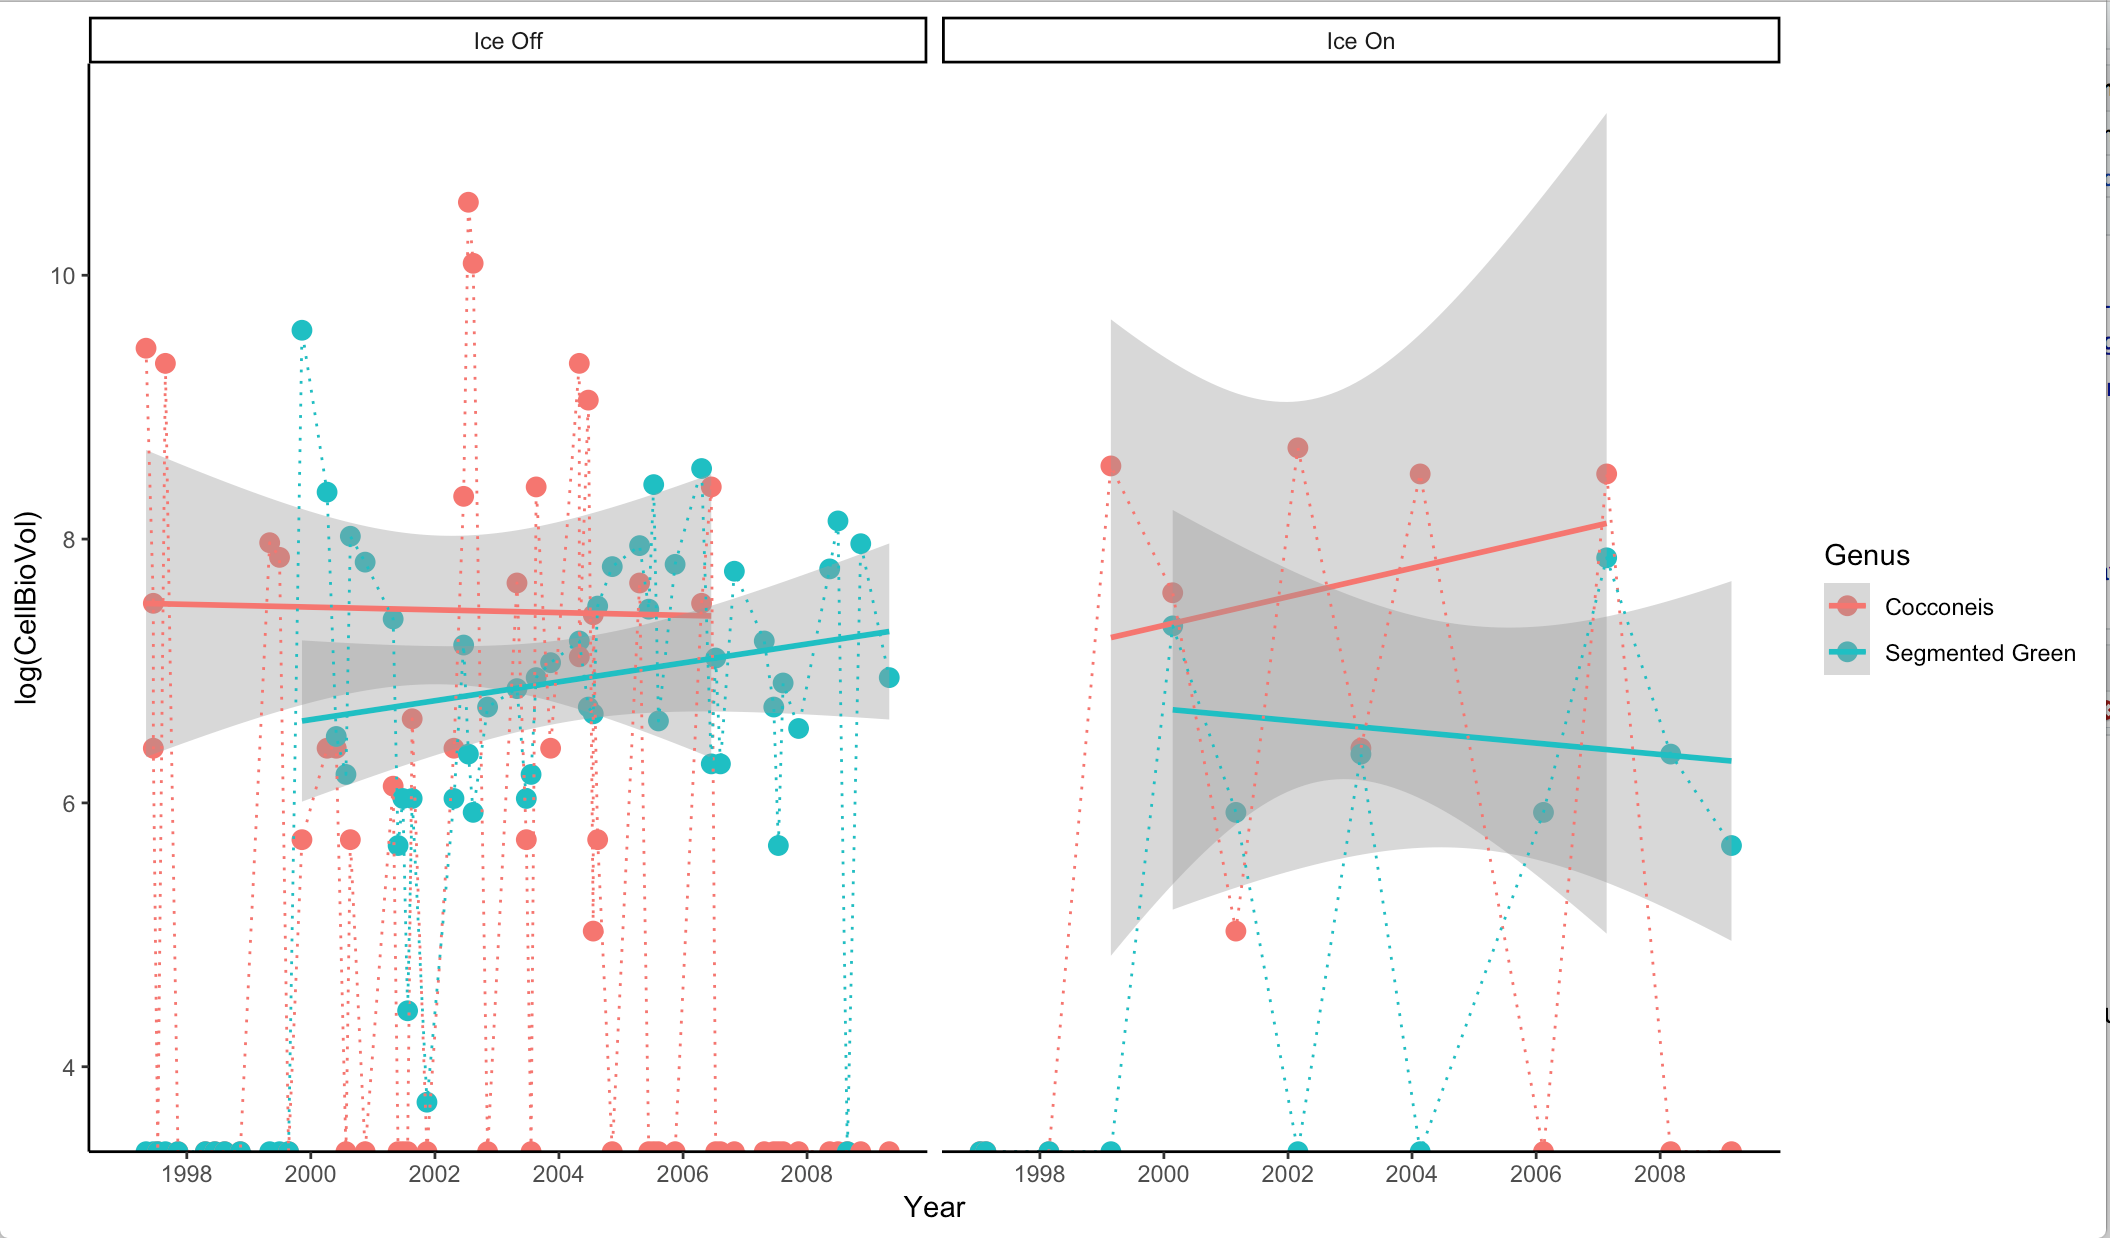 Ice Off
Ice On
log(CellBioVol)
10
8
6
4
1998 2000 2002 2004 2006 2008
1998 2000 2002 2004 2006 2008
Year
Genus
Cocconeis
Segmented Green